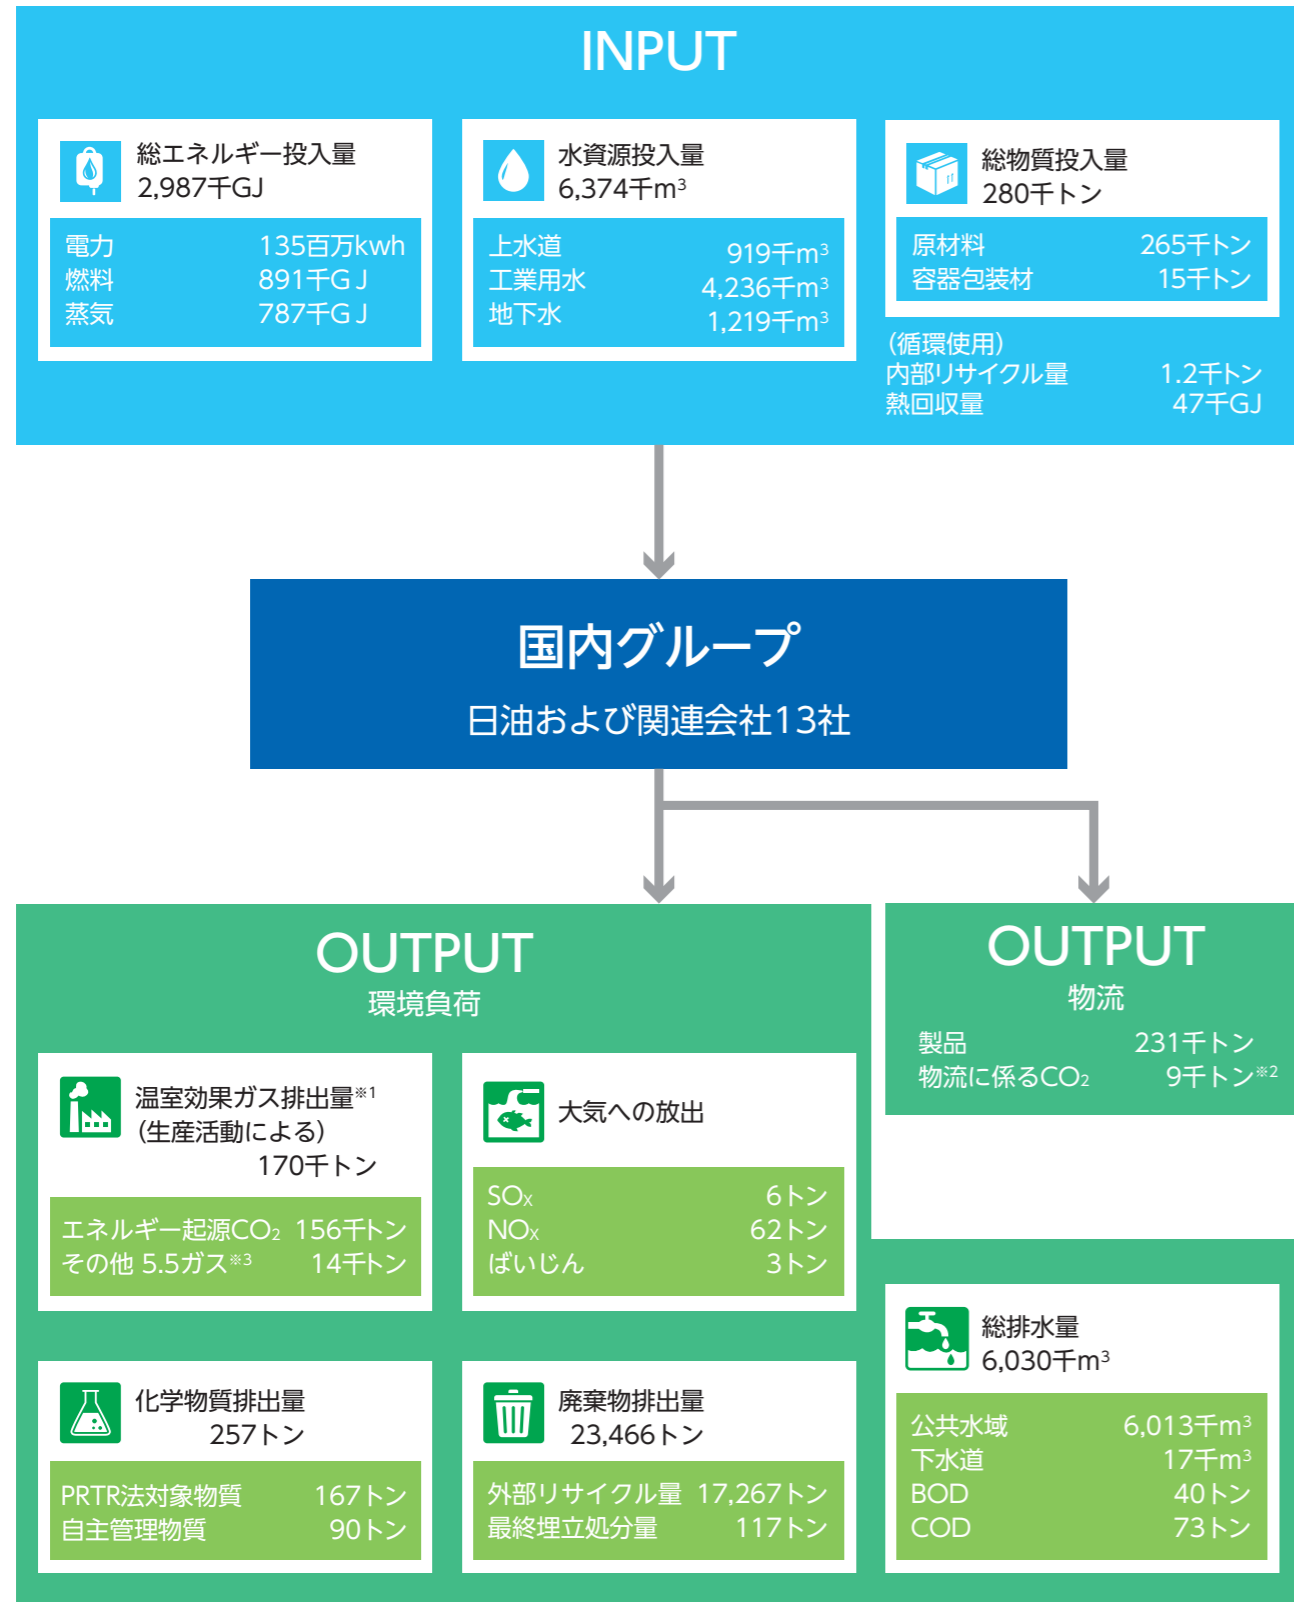 INPUT
総エネルギー投入量
2,987千GJ
電力 135百万kwh
燃料 891千GJ
蒸気 787千GJ
水資源投入量
6,374千m³
上水道 919千m³
工業用水 4,236千m³
地下水 1,219千m³
総物質投入量
280千トン
原材料 265千トン
容器包装材 15千トン
(循環使用)
内部リサイクル量 1.2千トン
熱回収量 47千GJ
国内グループ
日油および関連会社13社
OUTPUT
環境負荷
OUTPUT
物流
製品 231千トン
物流に係るCO₂ 9千トン※2
温室効果ガス排出量※1
(生産活動による)
170千トン
エネルギー起源CO₂ 156千トン
その他 5.5ガス※3 14千トン
大気への放出
SOx 6トン
NOx 62トン
ばいじん 3トン
化学物質排出量
257トン
PRTR法対象物質 167トン
自主管理物質 90トン
廃棄物排出量
23,466トン
外部リサイクル量 17,267トン
最終埋立処分量 117トン
総排水量
6,030千m³
公共水域 6,013千m³
下水道 17千m³
BOD 40トン
COD 73トン